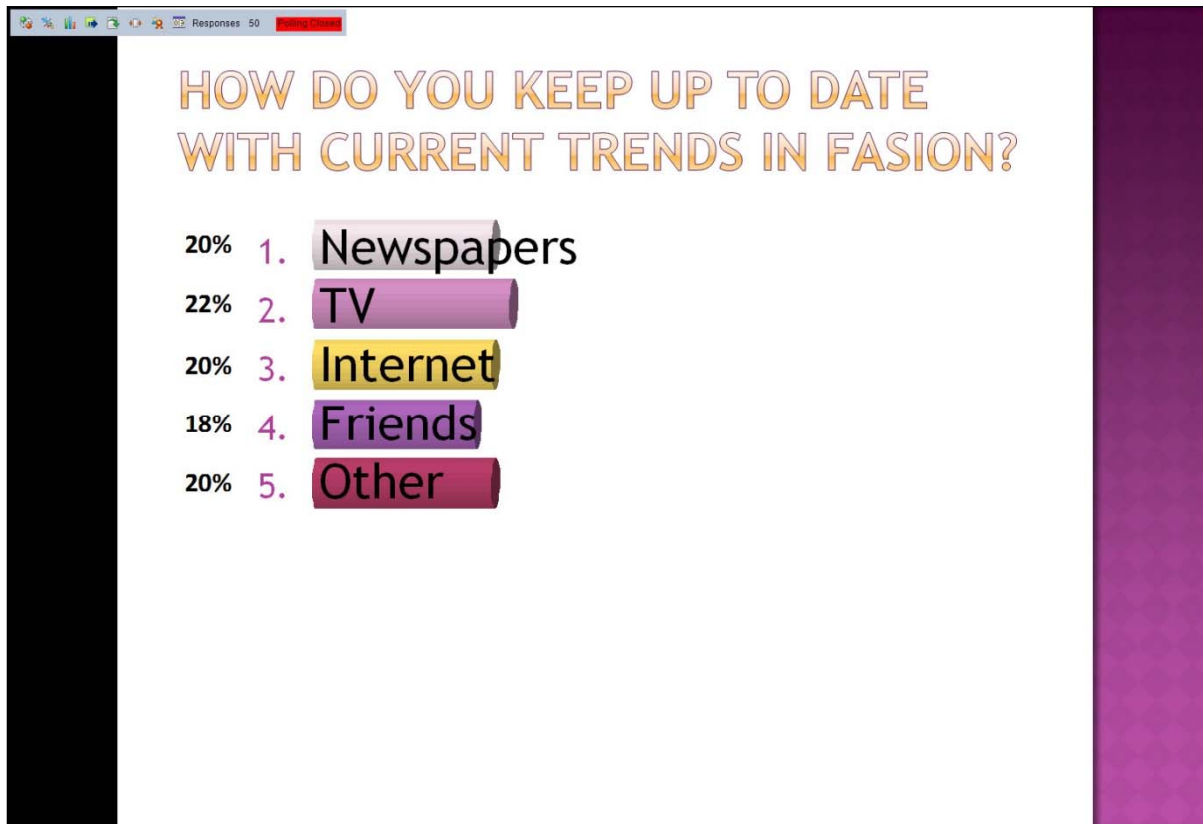 Responses 50 Polling Closed
HOW DO YOU KEEP UP TO DATE
WITH CURRENT TRENDS IN FASION?
20% 1. Newspapers
22% 2. TV
20% 3. Internet
18% 4. Friends
20% 5. Other